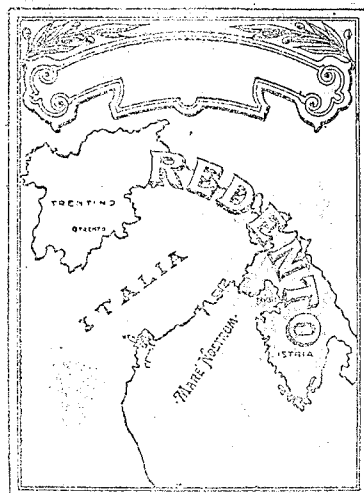 REDENTO
TRENTINO
TRENTO
ITALIA
MARE NOSTRUM
ISTRIA